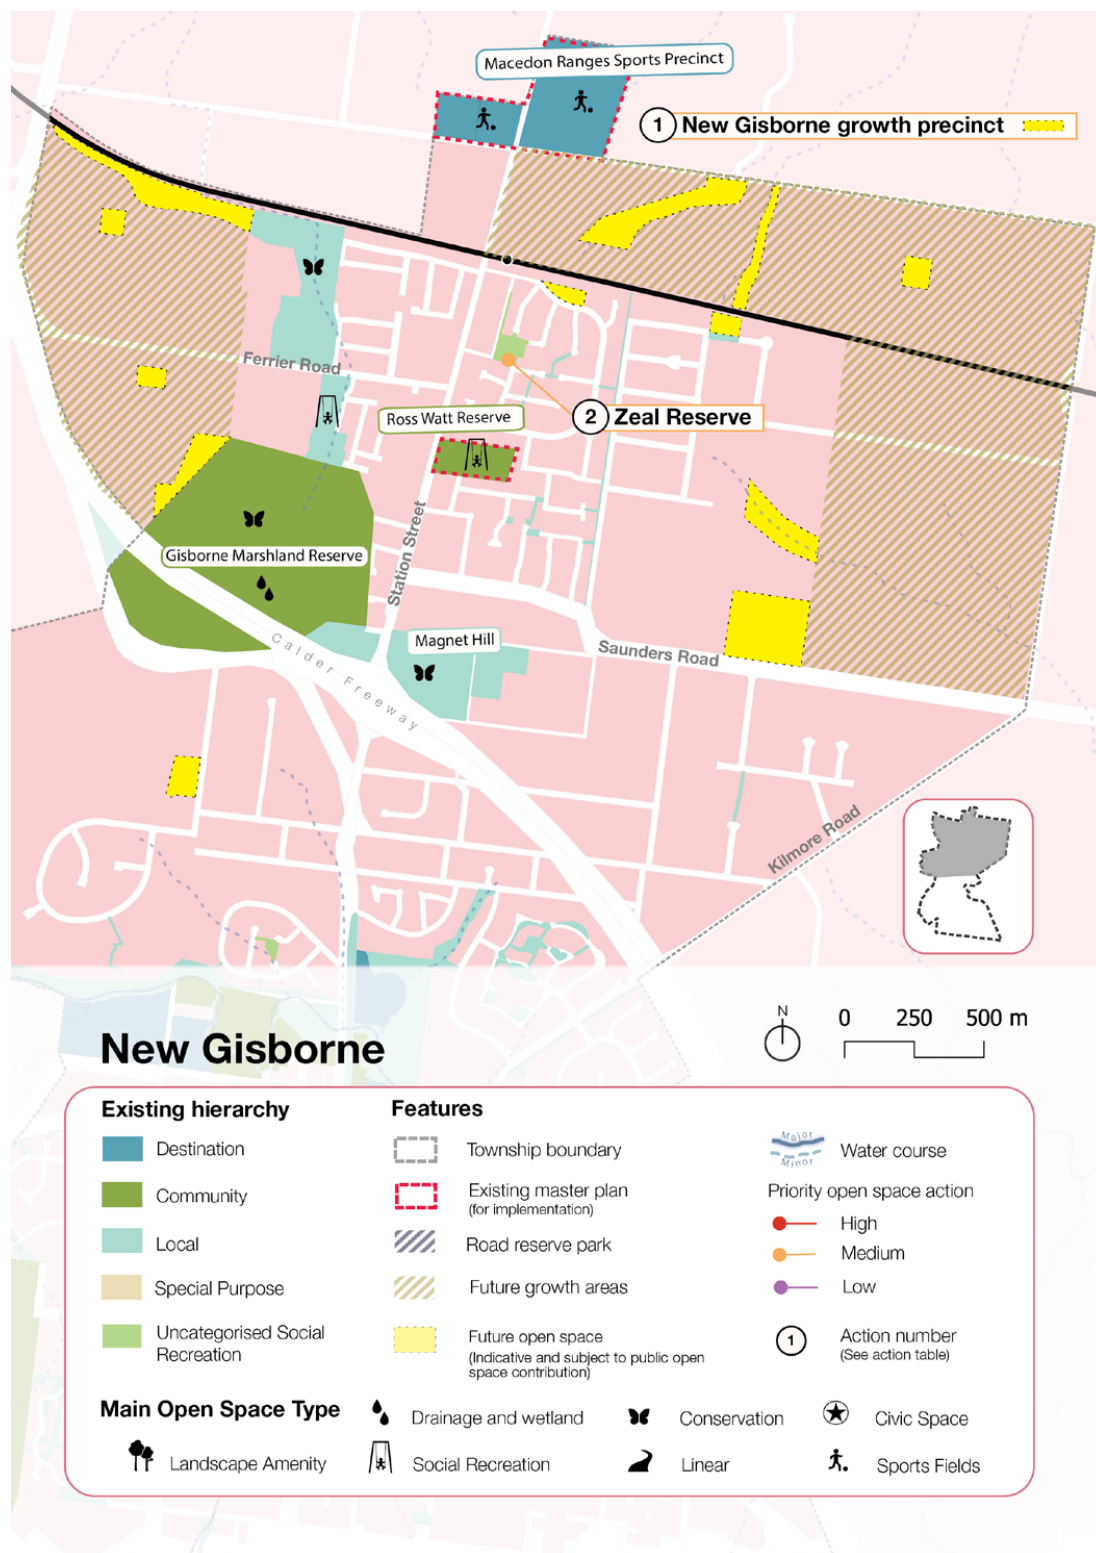 Macedon Ranges Sports Precinct
1 New Gisborne growth precinct
Ferrier Road
Ross Watt Reserve
2 Zeal Reserve
Station Street
Gisborne Marshland Reserve
Magnet Hill
Saunders Road
Calder Freeway
Kilmore Road
New Gisborne
N
0 250 500 m
Existing hierarchy
Destination
Community
Local
Special Purpose
Uncategorised Social
Recreation
Features
Township boundary
Existing master plan
(for implementation)
Road reserve park
Future growth areas
Future open space
(Indicative and subject to public open
space contribution)
Major
Minor
Water course
Priority open space action
High
Medium
Low
1
Action number
(See action table)
Main Open Space Type
Drainage and wetland
Conservation
Civic Space
Landscape Amenity
Social Recreation
Linear
Sports Fields